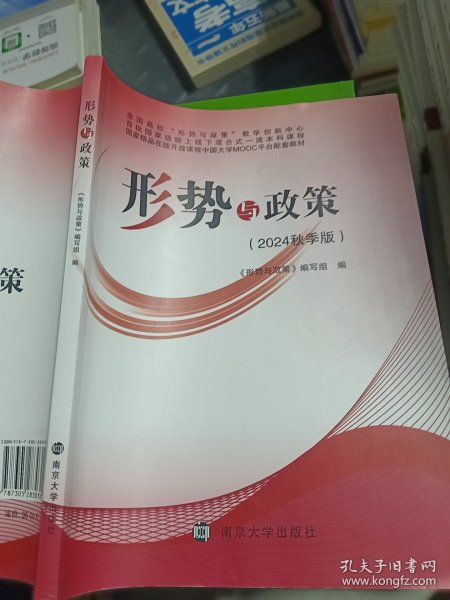 全国高校“形势与政策”教学创新中心
首批国家级线上线下混合式一流本科课程
国家精品在线开放课程中国大学MOOC平台配套教材
形势与政策
（2024秋季版）
《形势与政策》编写组 编
南京大学出版社
形势与政策
《形势与政策》编写组 编
南京大学出版社
策
定价
孔夫子旧书网
www.kongfz.com